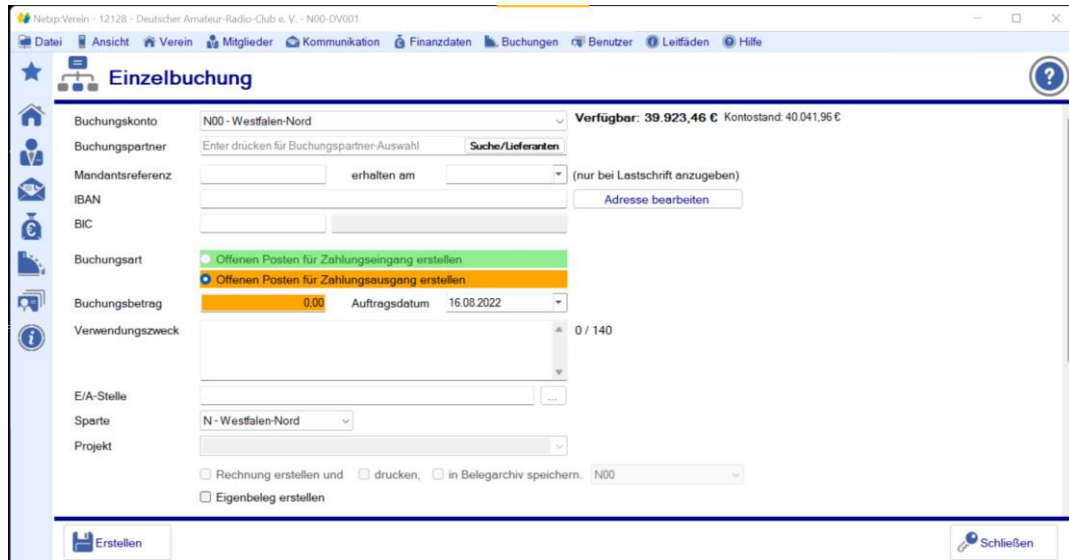 Netxp:Verein - 12128 - Deutscher Amateur-Radio-Club e. V. - N00-DV001
Datei Ansicht Verein Mitglieder Kommunikation Finanzdaten Buchungen Benutzer Leitfäden Hilfe
Einzelbuchung
Buchungskonto N00 - Westfalen-Nord Verfügbar: 39.923,46 € Kontostand: 40.041,96 €
Buchungspartner Enter drücken für Buchungspartner-Auswahl Suche/Lieferanten
Mandantsreferenz erhalten am (nur bei Lastschrift anzugeben)
IBAN Adresse bearbeiten
BIC
Buchungsart Offenen Posten für Zahlungseingang erstellen
Offenen Posten für Zahlungsausgang erstellen
Buchungsbetrag 0,00 Auftragsdatum 16.08.2022
Verwendungszweck 0 / 140
E/A-Stelle ...
Sparte N - Westfalen-Nord
Projekt
Rechnung erstellen und drucken, in Belegarchiv speichern. N00
Eigenbeleg erstellen
Erstellen Schließen